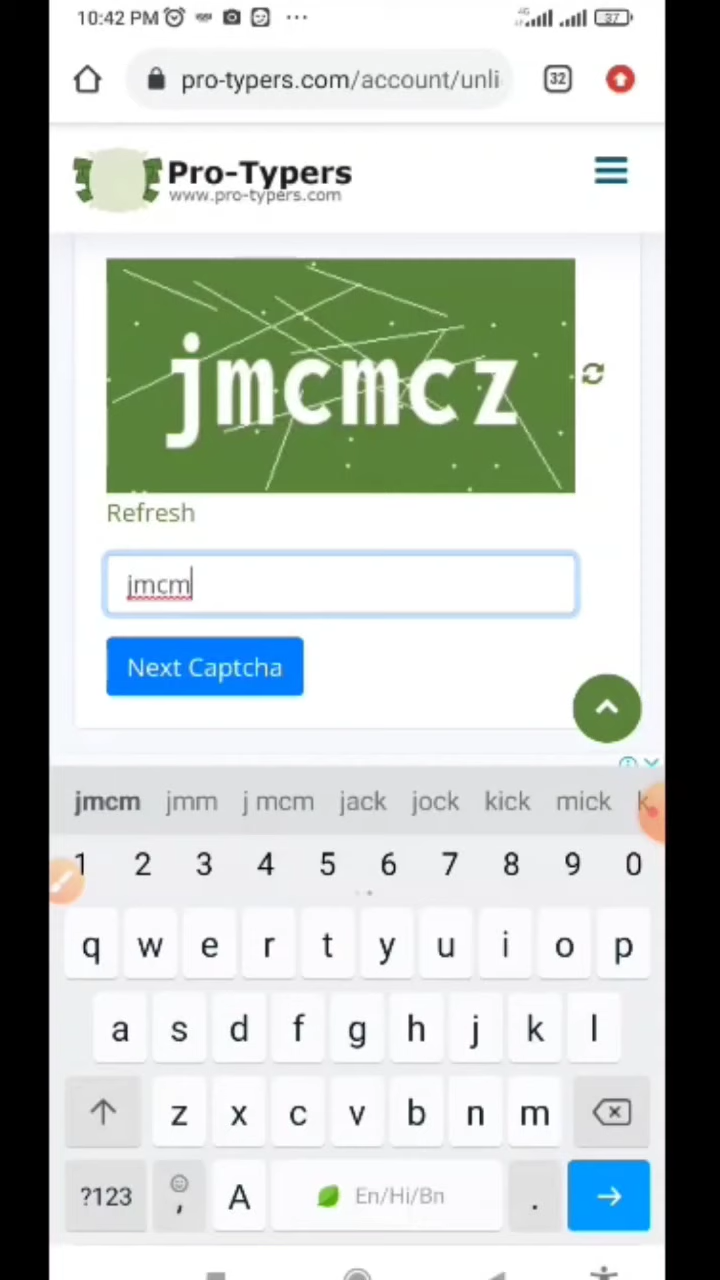 10:42 PM ... 4G 37
pro-typers.com/account/unli 32
Pro-Typers
www.pro-typers.com
jmcmcz
Refresh
jmcm
Next Captcha
jmcm jmm j mcm jack jock kick mick k
1 2 3 4 5 6 7 8 9 0
q w e r t y u i o p
a s d f g h j k l
z x c v b n m
?123 , A En/Hi/Bn .